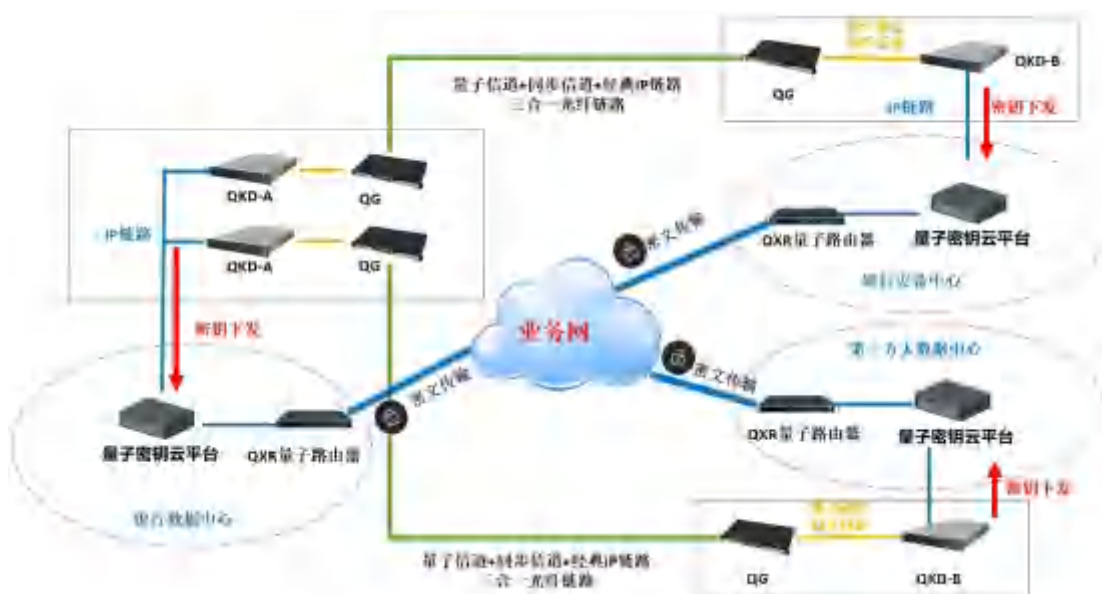 QKD-B
QG
量子信道+同步信道+经典IP链路
三合一光纤链路
IP链路
密钥下发
QKD-A
QG
QKD-A
QG
IP链路
密钥下发
密文传输
QXR量子路由器
量子密钥云平台
业务网
密文传输
密文传输
QXR量子路由器
量子密钥云平台
量子密钥云平台
QXR量子路由器
数据中心
大数据中心
密钥下发
量子信道+同步信道+经典IP链路
三合一光纤链路
QG
QKD-B